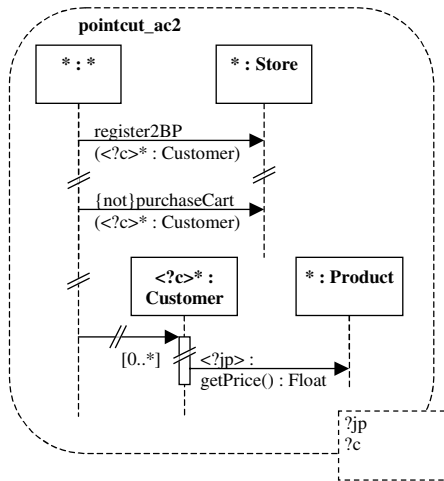 pointcut_ac2
* : *
* : Store
register2BP
(<?c>* : Customer)
{not}purchaseCart
(<?c>* : Customer)
<?c>* :
Customer
* : Product
[0..*]
<?jp> :
getPrice() : Float
?jp
?c